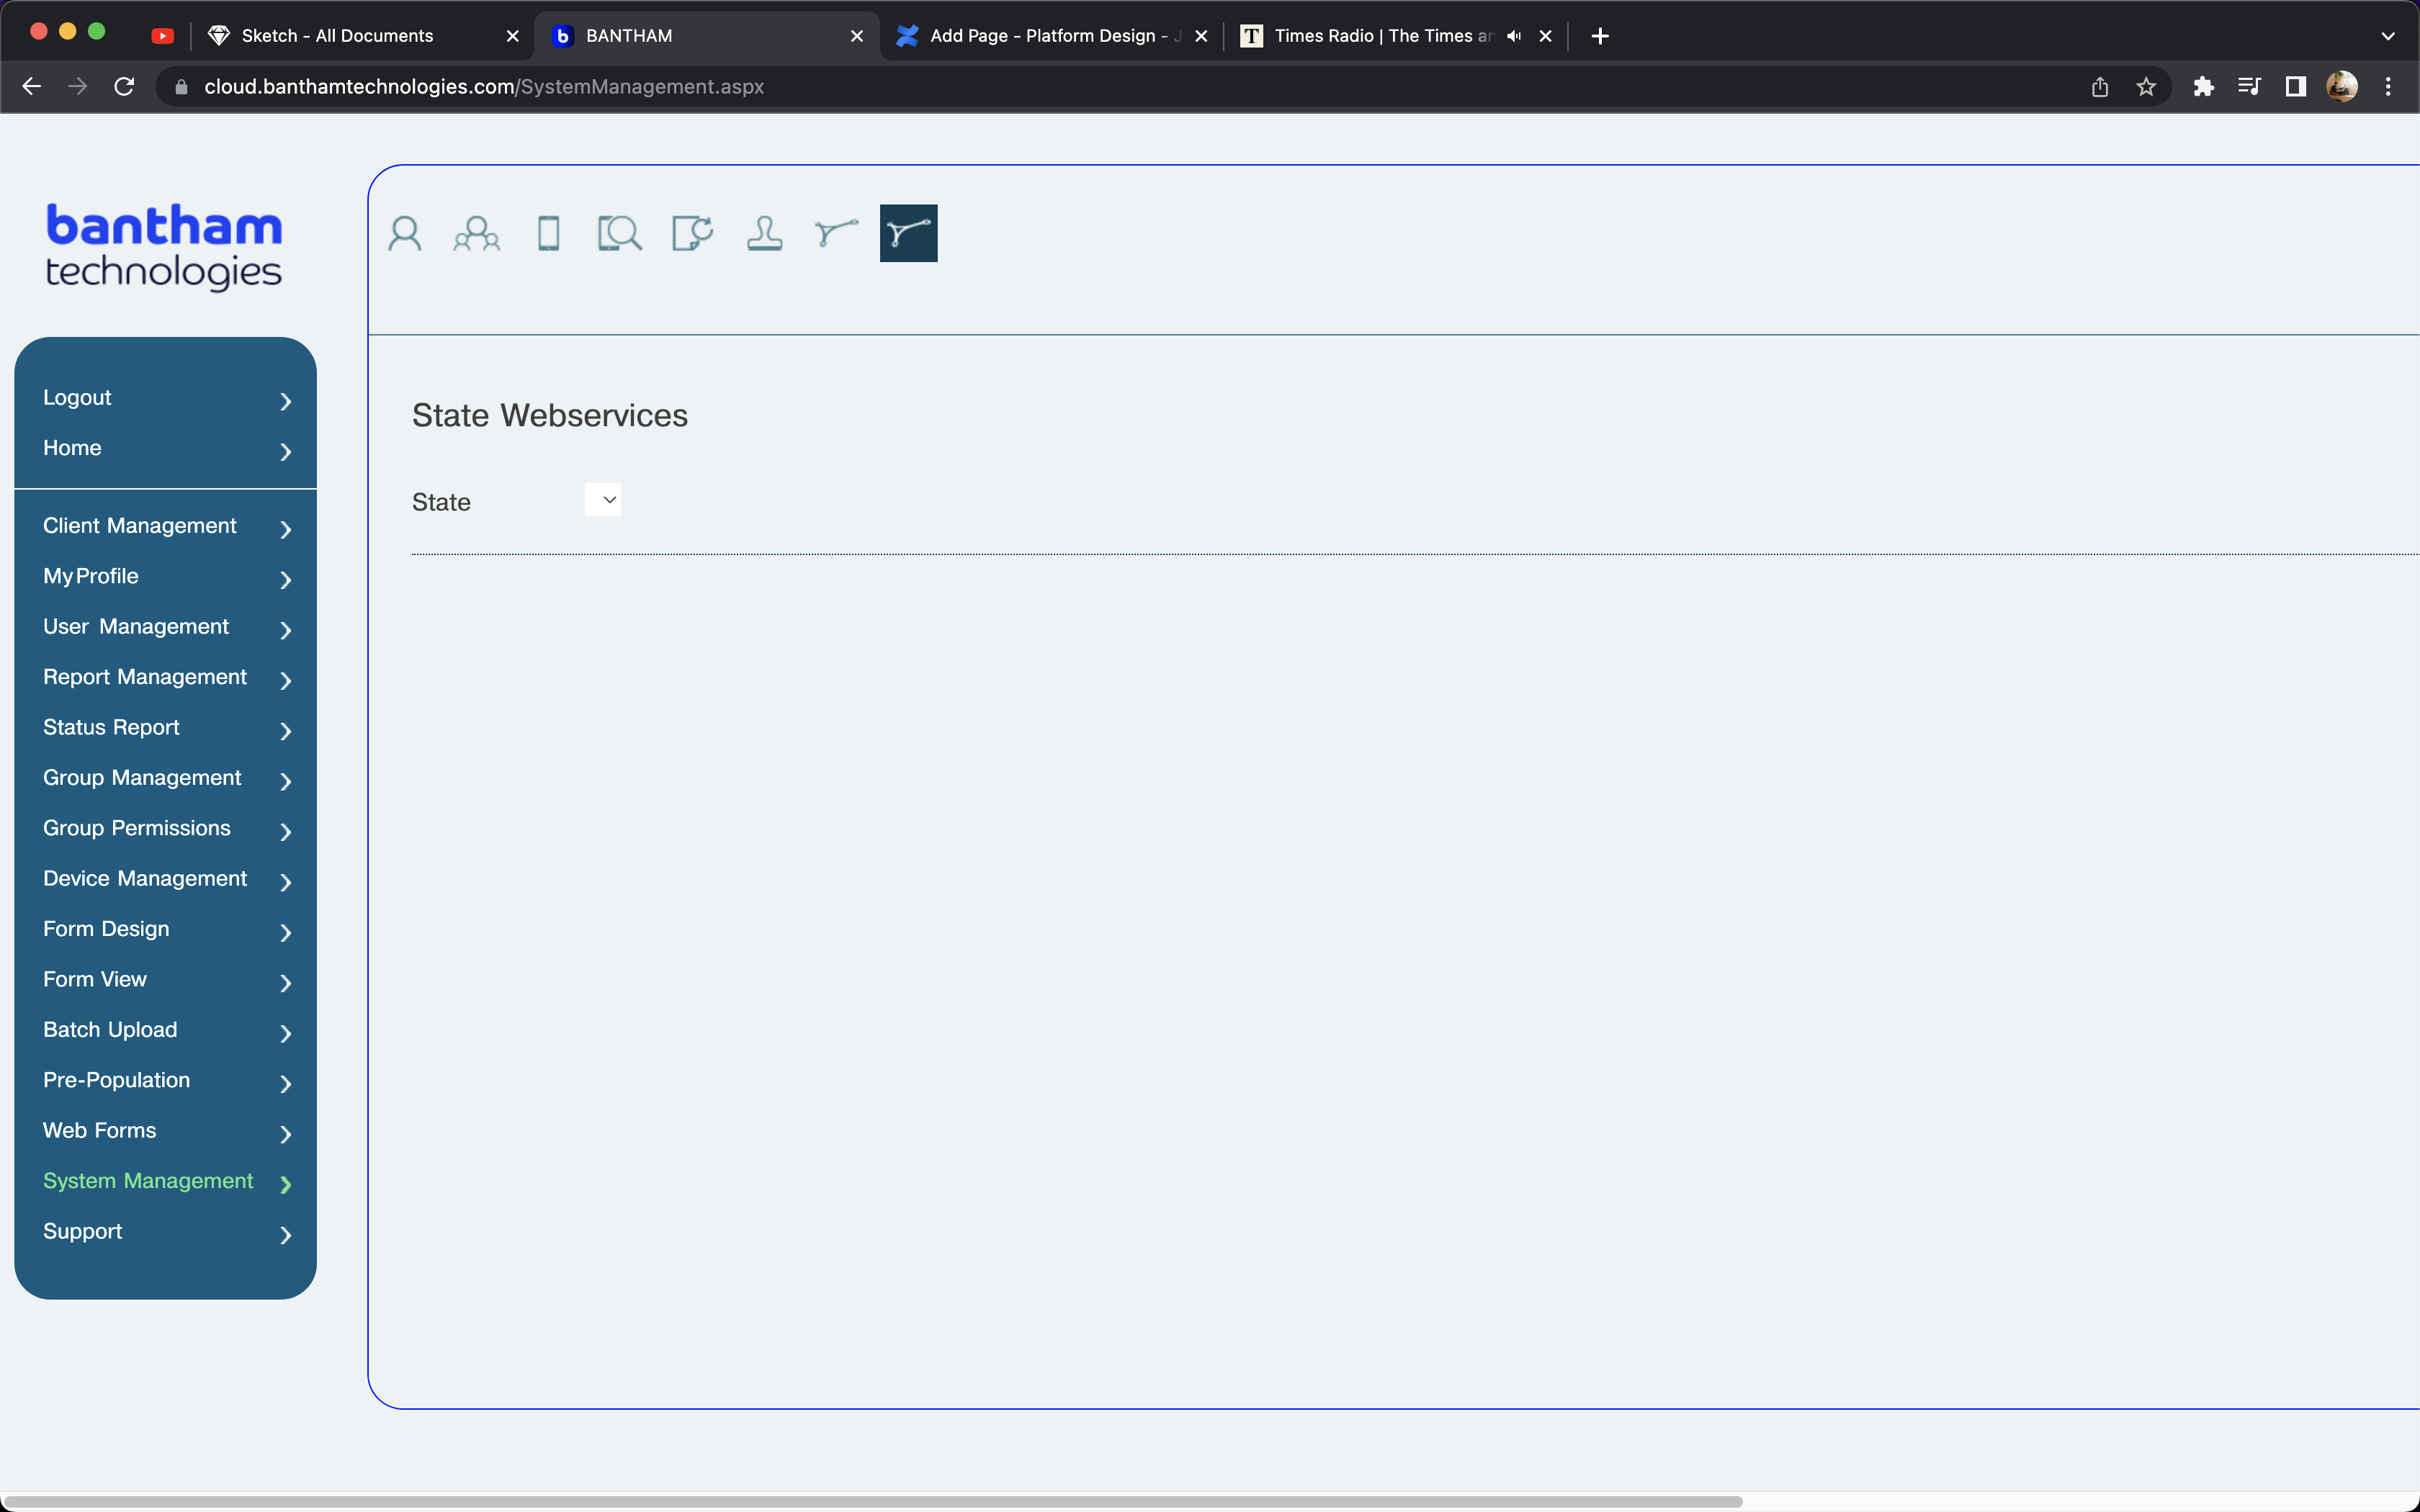 Sketch - All Documents
BANTHAM
Add Page - Platform Design -
Times Radio | The Times
cloud.banthamtechnologies.com/SystemManagement.aspx
bantham
technologies
Logout
Home
Client Management
My Profile
User Management
Report Management
Status Report
Group Management
Group Permissions
Device Management
Form Design
Form View
Batch Upload
Pre-Population
Web Forms
System Management
Support
State Webservices
State